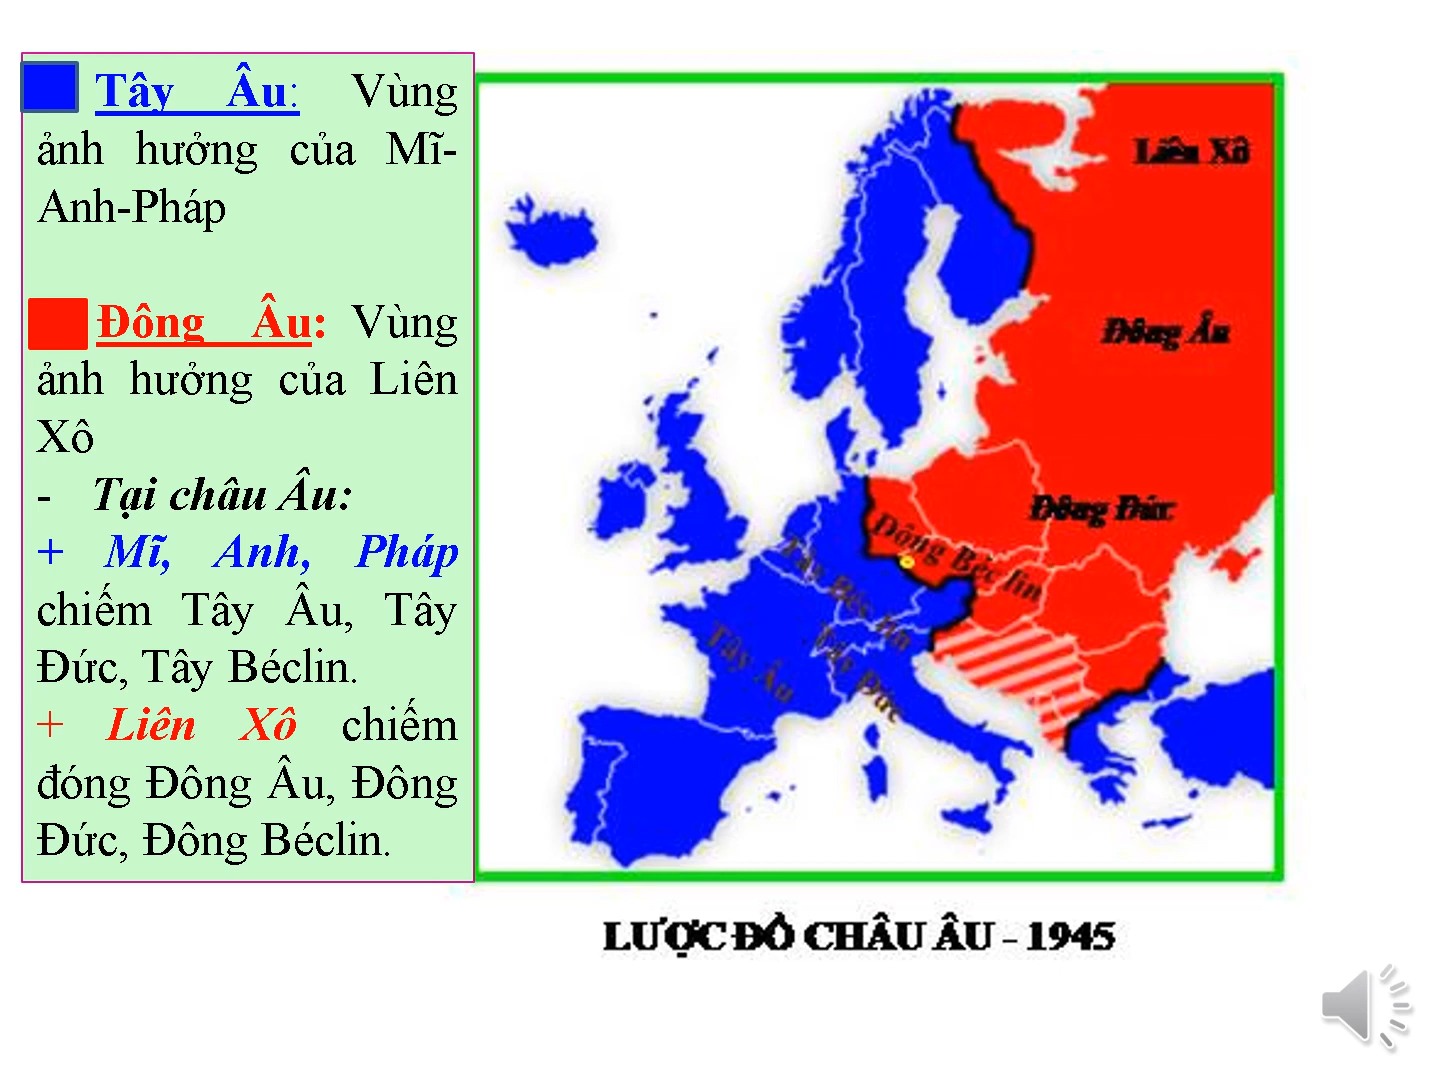 Tây Âu: Vùng
ảnh hưởng của Mĩ-
Anh-Pháp
Đông Âu: Vùng
ảnh hưởng của Liên
Xô
- Tại châu Âu:
+ Mĩ, Anh, Pháp
chiếm Tây Âu, Tây
Đức, Tây Béclin.
+ Liên Xô chiếm
đóng Đông Âu, Đông
Đức, Đông Béclin.
Liên Xô
Đông Âu
Đông Đức
Đông Béc lin
Tây Béc lin
Tây Âu
Tây Đức
LƯỢC ĐỒ CHÂU ÂU - 1945